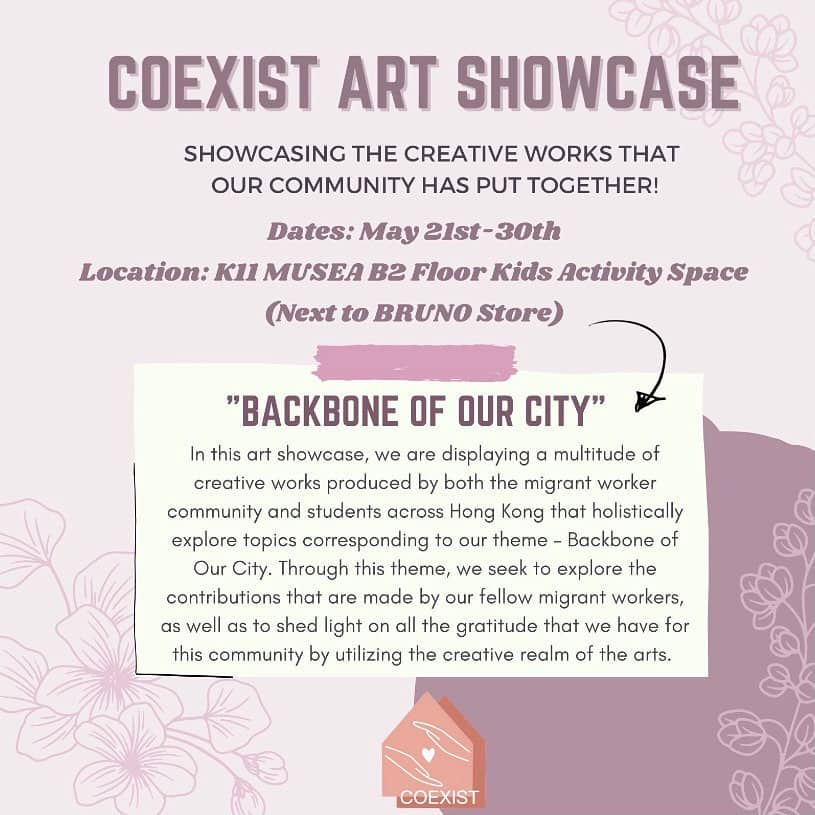 COEXIST ART SHOWCASE
SHOWCASING THE CREATIVE WORKS THAT
OUR COMMUNITY HAS PUT TOGETHER!
Dates: May 21st-30th
Location: K11 MUSEA B2 Floor Kids Activity Space
(Next to BRUNO Store)
"BACKBONE OF OUR CITY"
In this art showcase, we are displaying a multitude of
creative works produced by both the migrant worker
community and students across Hong Kong that holistically
explore topics corresponding to our theme - Backbone of
Our City. Through this theme, we seek to explore the
contributions that are made by our fellow migrant workers,
as well as to shed light on all the gratitude that we have for
this community by utilizing the creative realm of the arts.
COEXIST